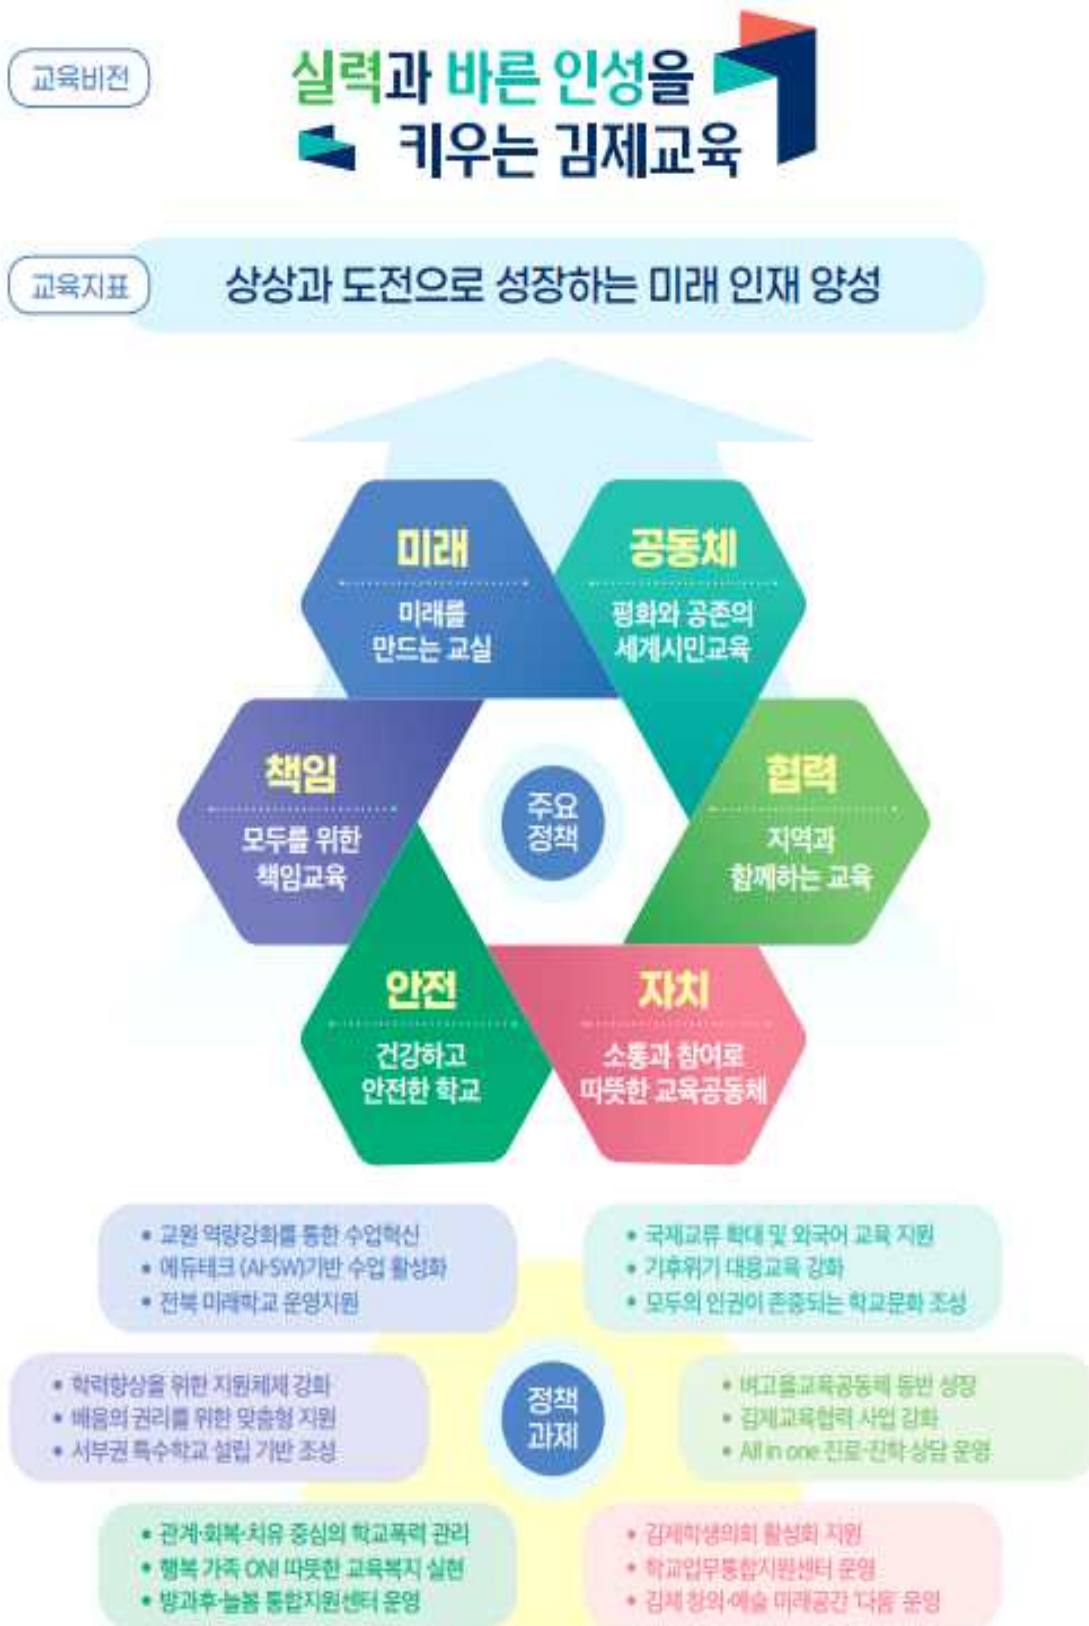 교육비전
실력과 바른 인성을
키우는 김제교육
교육지표
상상과 도전으로 성장하는 미래 인재 양성
미래
미래를
만드는 교실
공동체
평화와 공존의
세계시민교육
책임
모두를 위한
책임교육
주요
정책
협력
지역과
함께하는 교육
안전
건강하고
안전한 학교
자치
소통과 참여로
따뜻한 교육공동체
• 교원 역량강화를 통한 수업혁신
• 에듀테크 (AI·SW)기반 수업 활성화
• 전북 미래학교 운영지원
• 국제교류 확대 및 외국어 교육 지원
• 기후위기 대응교육 강화
• 모두의 인권이 존중되는 학교문화 조성
• 학력향상을 위한 지원체제 강화
• 배움의 권리를 위한 맞춤형 지원
• 서부권 특수학교 설립 기반 조성
정책
과제
• 벼고을교육공동체 동반 성장
• 김제교육협력 사업 강화
• All in one 진로·진학 상담 운영
• 관계·회복·치유 중심의 학교폭력 관리
• 행복 가족 ON! 따뜻한 교육복지 실현
• 방과후·늘봄 통합지원센터 운영
• 김제학생의회 활성화 지원
• 학교업무통합지원센터 운영
• 김제 창의·예술 미래공간 '다움' 운영